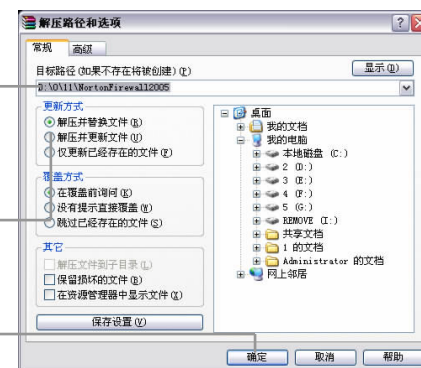 解压路径和选项
常规 高级
目标路径(如果不存在将被创建)(P)
显示(D)
D:\0\11\NortonFirewall2005
更新方式
解压并替换文件(R)
解压并更新文件(U)
仅更新已经存在的文件(F)
覆盖方式
在覆盖前询问(K)
没有提示直接覆盖(W)
跳过已经存在的文件(S)
其它
解压文件到子目录(L)
保留损坏的文件(B)
在资源管理器中显示文件(X)
保存设置(V)
桌面
我的文档
我的电脑
本地磁盘 (C:)
2 (D:)
3 (E:)
4 (F:)
5 (G:)
REMOVE (I:)
共享文档
1 的文档
Administrator 的文档
网上邻居
确定 取消 帮助